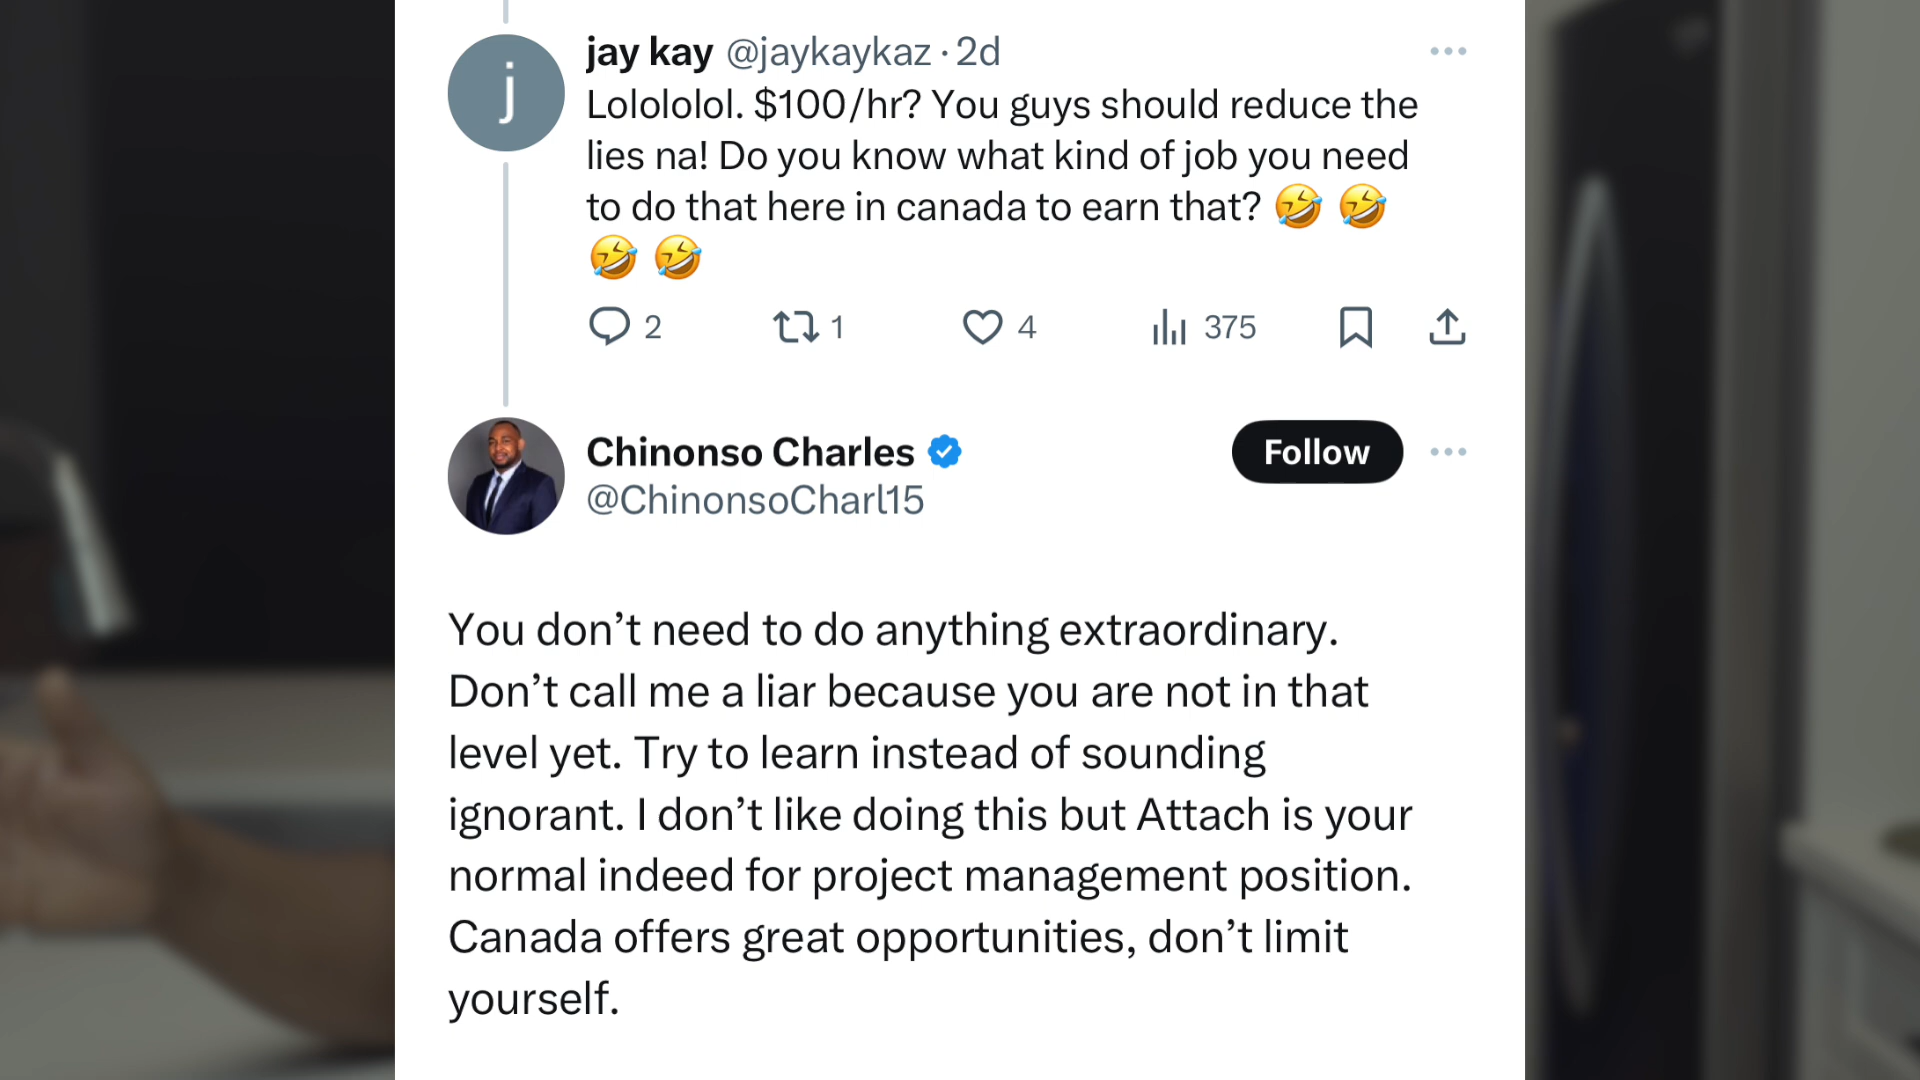 jay kay @jaykaykaz · 2d
Lolololol. $100/hr? You guys should reduce the
lies na! Do you know what kind of job you need
to do that here in canada to earn that? 🤣 🤣
🤣 🤣
2 1 4 375
j
Chinonso Charles
Follow
@ChinonsoCharl15
You don’t need to do anything extraordinary.
Don’t call me a liar because you are not in that
level yet. Try to learn instead of sounding
ignorant. I don’t like doing this but Attach is your
normal indeed for project management position.
Canada offers great opportunities, don’t limit
yourself.